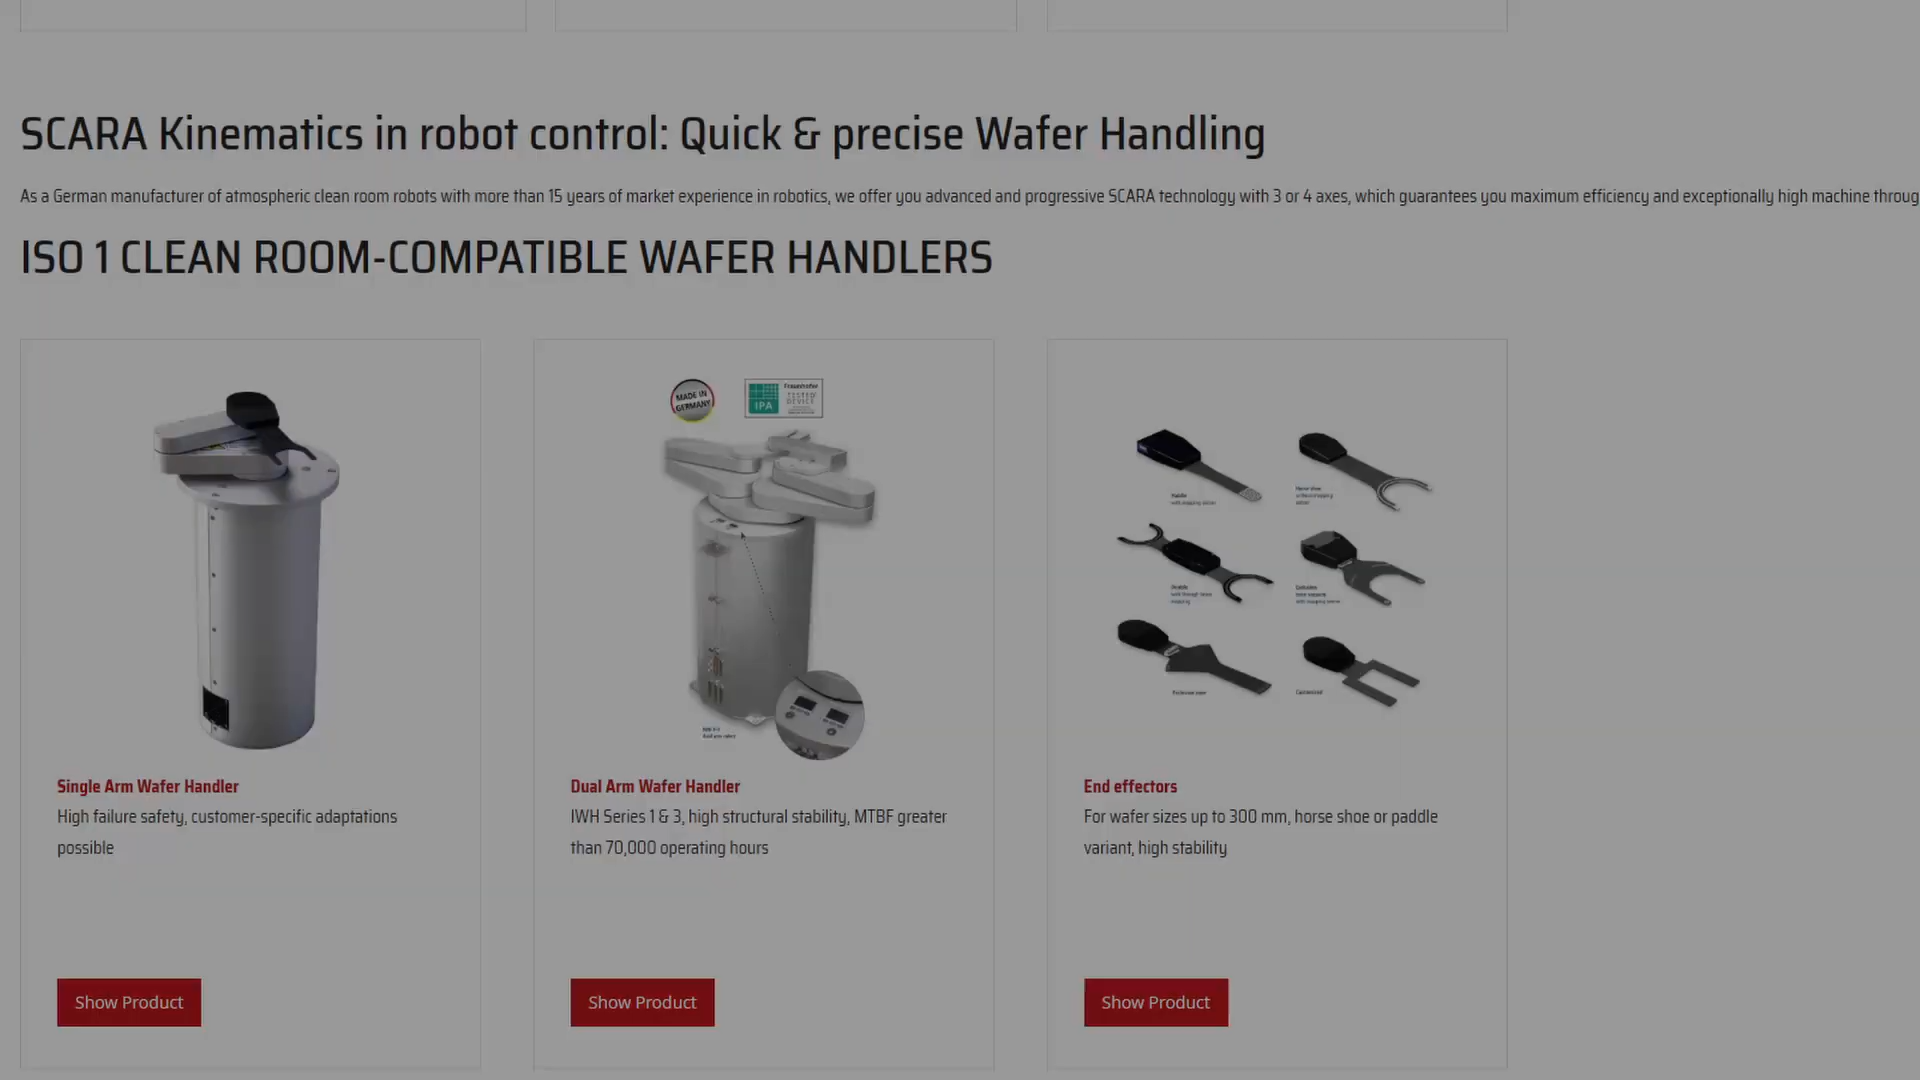 SCARA Kinematics in robot control: Quick & precise Wafer Handling
As a German manufacturer of atmospheric clean room robots with more than 15 years of market experience in robotics, we offer you advanced and progressive SCARA technology with 3 or 4 axes, which guarantees you maximum efficiency and exceptionally high machine throug
ISO 1 CLEAN ROOM-COMPATIBLE WAFER HANDLERS
MADE IN
GERMANY
Fraunhofer
IPA
TESTED
DEVICE
Single Arm Wafer Handler
High failure safety, customer-specific adaptations
possible
Show Product
Dual Arm Wafer Handler
IWH Series 1 & 3, high structural stability, MTBF greater
than 70,000 operating hours
Show Product
End effectors
For wafer sizes up to 300 mm, horse shoe or paddle
variant, high stability
Show Product